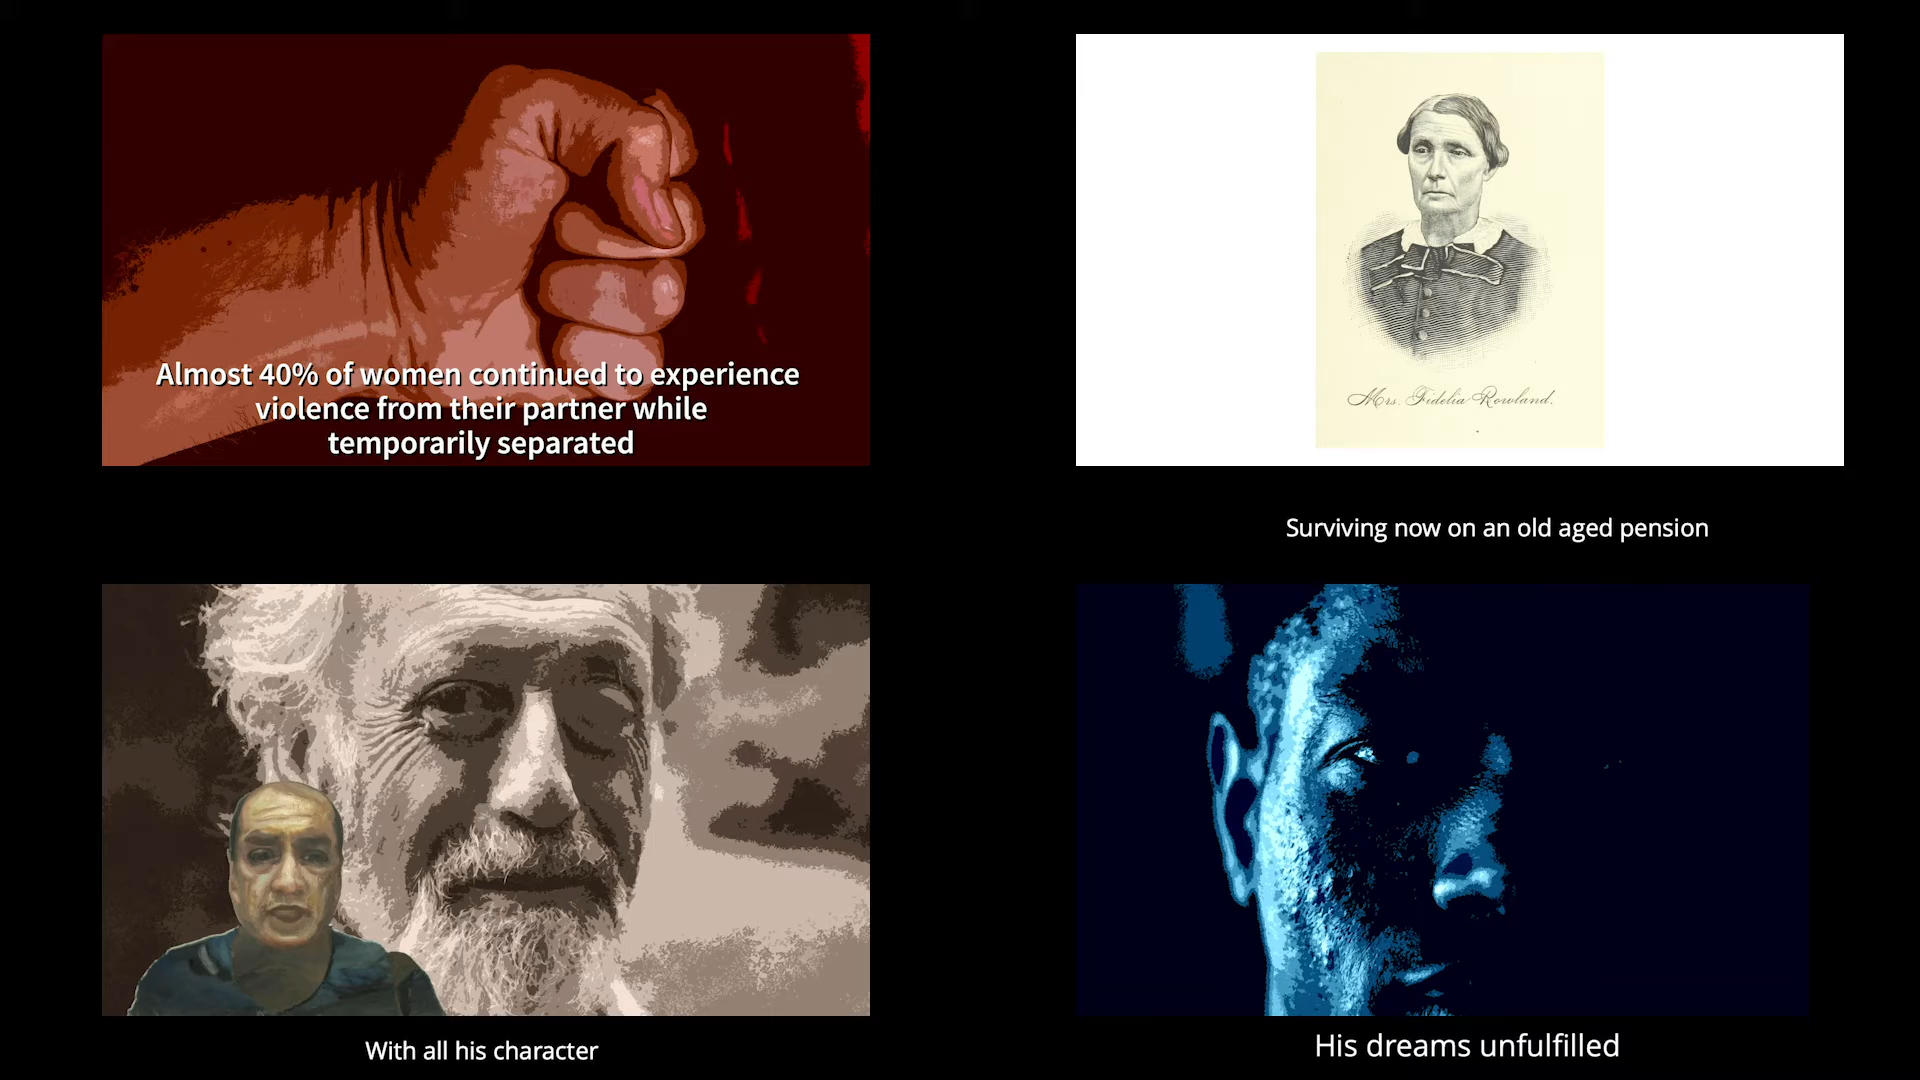 Almost 40% of women continued to experience
violence from their partner while
temporarily separated
Mrs. Fidelia Rowland.
Surviving now on an old aged pension
With all his character
His dreams unfulfilled